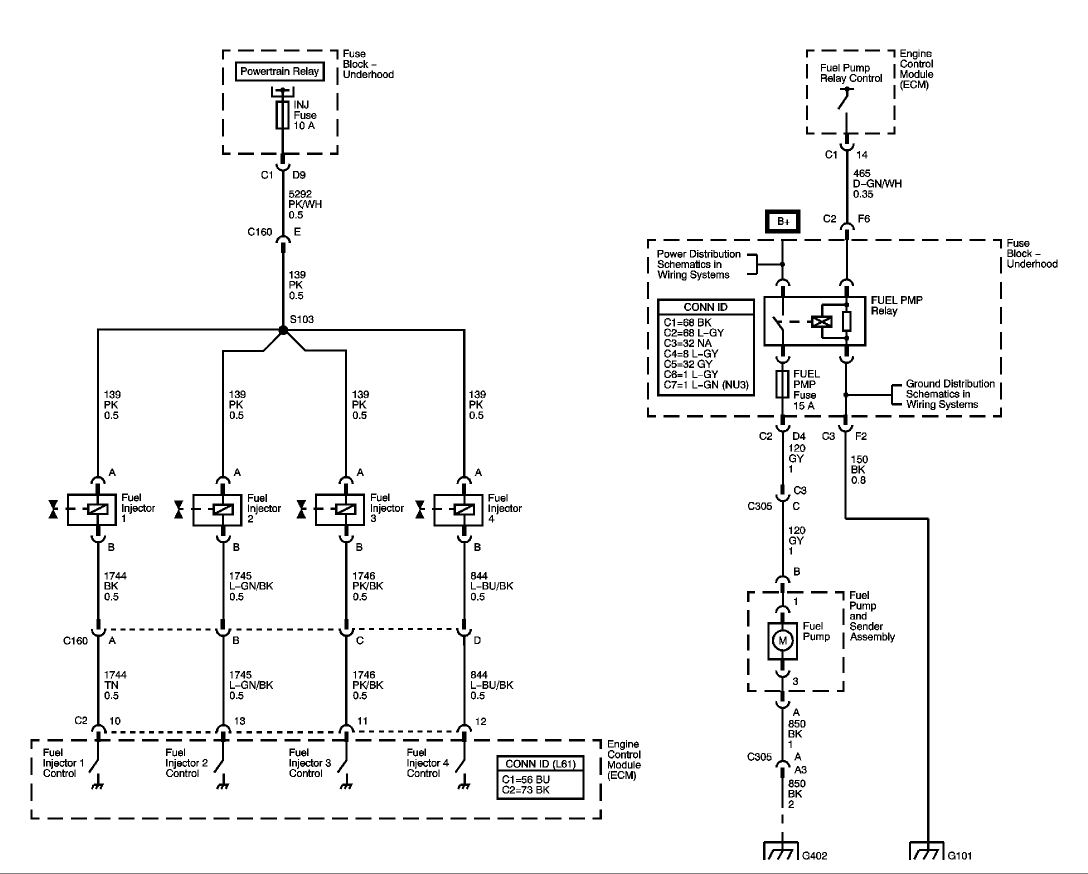 Powertrain Relay
Fuse
Block –
Underhood
INJ
Fuse
10 A
C1 D9
5292
PK/WH
0.5
C160 E
139
PK
0.5
S103
139
PK
0.5
139
PK
0.5
139
PK
0.5
139
PK
0.5
A
A
A
A
Fuel
Injector
1
Fuel
Injector
2
Fuel
Injector
3
Fuel
Injector
4
B
B
B
B
1744
BK
0.5
1745
L–GN/BK
0.5
1746
PK/BK
0.5
844
L–BU/BK
0.5
C160 A
B
C
D
1744
TN
0.5
1745
L–GN/BK
0.5
1746
PK/BK
0.5
844
L–BU/BK
0.5
C2 10
13
11
12
Fuel
Injector 1
Control
Fuel
Injector 2
Control
Fuel
Injector 3
Control
Fuel
Injector 4
Control
CONN ID (L61)
C1=56 BU
C2=73 BK
Engine
Control
Module
(ECM)
Fuel Pump
Relay Control
Engine
Control
Module
(ECM)
C1 14
465
D–GN/WH
0.35
B+
C2 F6
Fuse
Block –
Underhood
Power Distribution
Schematics in
Wiring Systems
CONN ID
C1=68 BK
C2=68 L–GY
C3=32 NA
C4=8 L–GY
C5=32 GY
C6=1 L–GY
C7=1 L–GN (NU3)
FUEL PMP
Relay
FUEL
PMP
Fuse
15 A
Ground Distribution
Schematics in
Wiring Systems
C2 D4
C3 F2
120
GY
1
150
BK
0.8
C3
C305 C
120
GY
1
B
1
Fuel
Pump
M
3
Fuel
Pump
and
Sender
Assembly
A
850
BK
1
C305 A
A3
850
BK
2
G402
G101